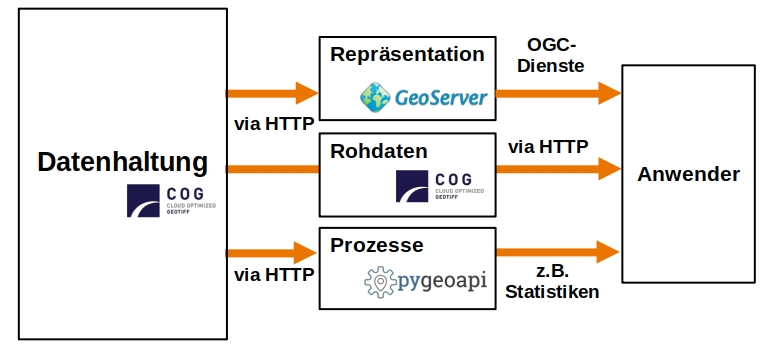 Datenhaltung
COG
CLOUD OPTIMIZED
GEOTIFF
via HTTP
via HTTP
Repräsentation
GeoServer
Rohdaten
COG
CLOUD OPTIMIZED
GEOTIFF
Prozesse
pygeoapi
OGC-
Dienste
via HTTP
z.B.
Statistiken
Anwender